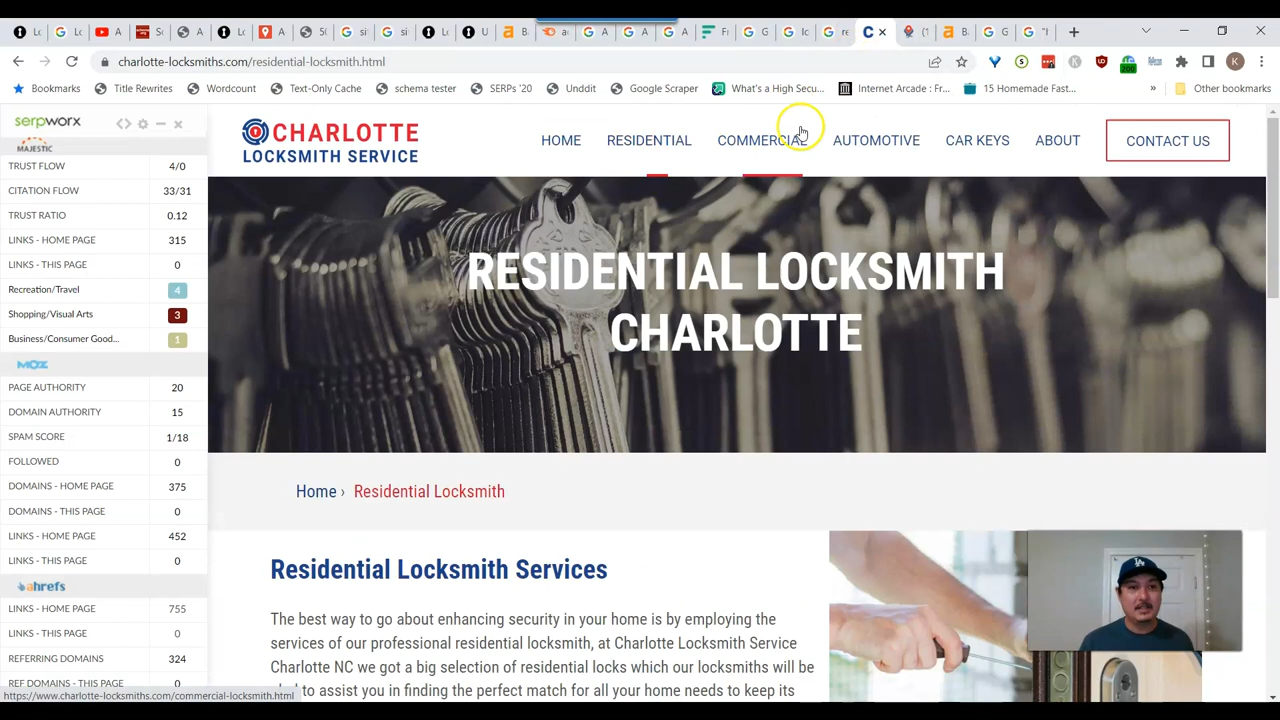 charlotte-locksmiths.com/residential-locksmith.html
K
Bookmarks
Title Rewrites
Wordcount
Text-Only Cache
schema tester
SERPs '20
Unddit
Google Scraper
What's a High Secu...
Internet Arcade : Fr...
15 Homemade Fast...
»
Other bookmarks
200
serpworx
MAJESTIC
TRUST FLOW 4/0
CITATION FLOW 33/31
TRUST RATIO 0.12
LINKS - HOME PAGE 315
LINKS - THIS PAGE 0
Recreation/Travel 4
Shopping/Visual Arts 3
Business/Consumer Good... 1
MOZ
PAGE AUTHORITY 20
DOMAIN AUTHORITY 15
SPAM SCORE 1/18
FOLLOWED 0
DOMAINS - HOME PAGE 375
DOMAINS - THIS PAGE 0
LINKS - HOME PAGE 452
LINKS - THIS PAGE 0
ahrefs
LINKS - HOME PAGE 755
LINKS - THIS PAGE 0
REFERRING DOMAINS 324
REF DOMAINS - THIS PAGE 0
https://www.charlotte-locksmiths.com/commercial-locksmith.html
CHARLOTTE
LOCKSMITH SERVICE
HOME RESIDENTIAL COMMERCIAL AUTOMOTIVE CAR KEYS ABOUT CONTACT US
RESIDENTIAL LOCKSMITH
CHARLOTTE
Home › Residential Locksmith
Residential Locksmith Services
The best way to go about enhancing security in your home is by employing the
services of our professional residential locksmith, at Charlotte Locksmith Service
Charlotte NC we got a big selection of residential locks which our locksmiths will be
to assist you in finding the perfect match for all your home needs to keep its